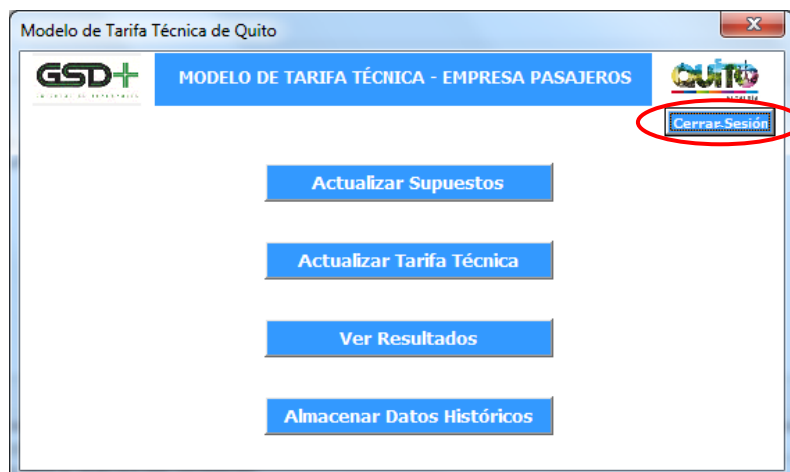 Modelo de Tarifa Técnica de Quito
GSD+
MODELO DE TARIFA TÉCNICA - EMPRESA PASAJEROS
QUITO
ALCALDÍA
Cerrar Sesión
Actualizar Supuestos
Actualizar Tarifa Técnica
Ver Resultados
Almacenar Datos Históricos